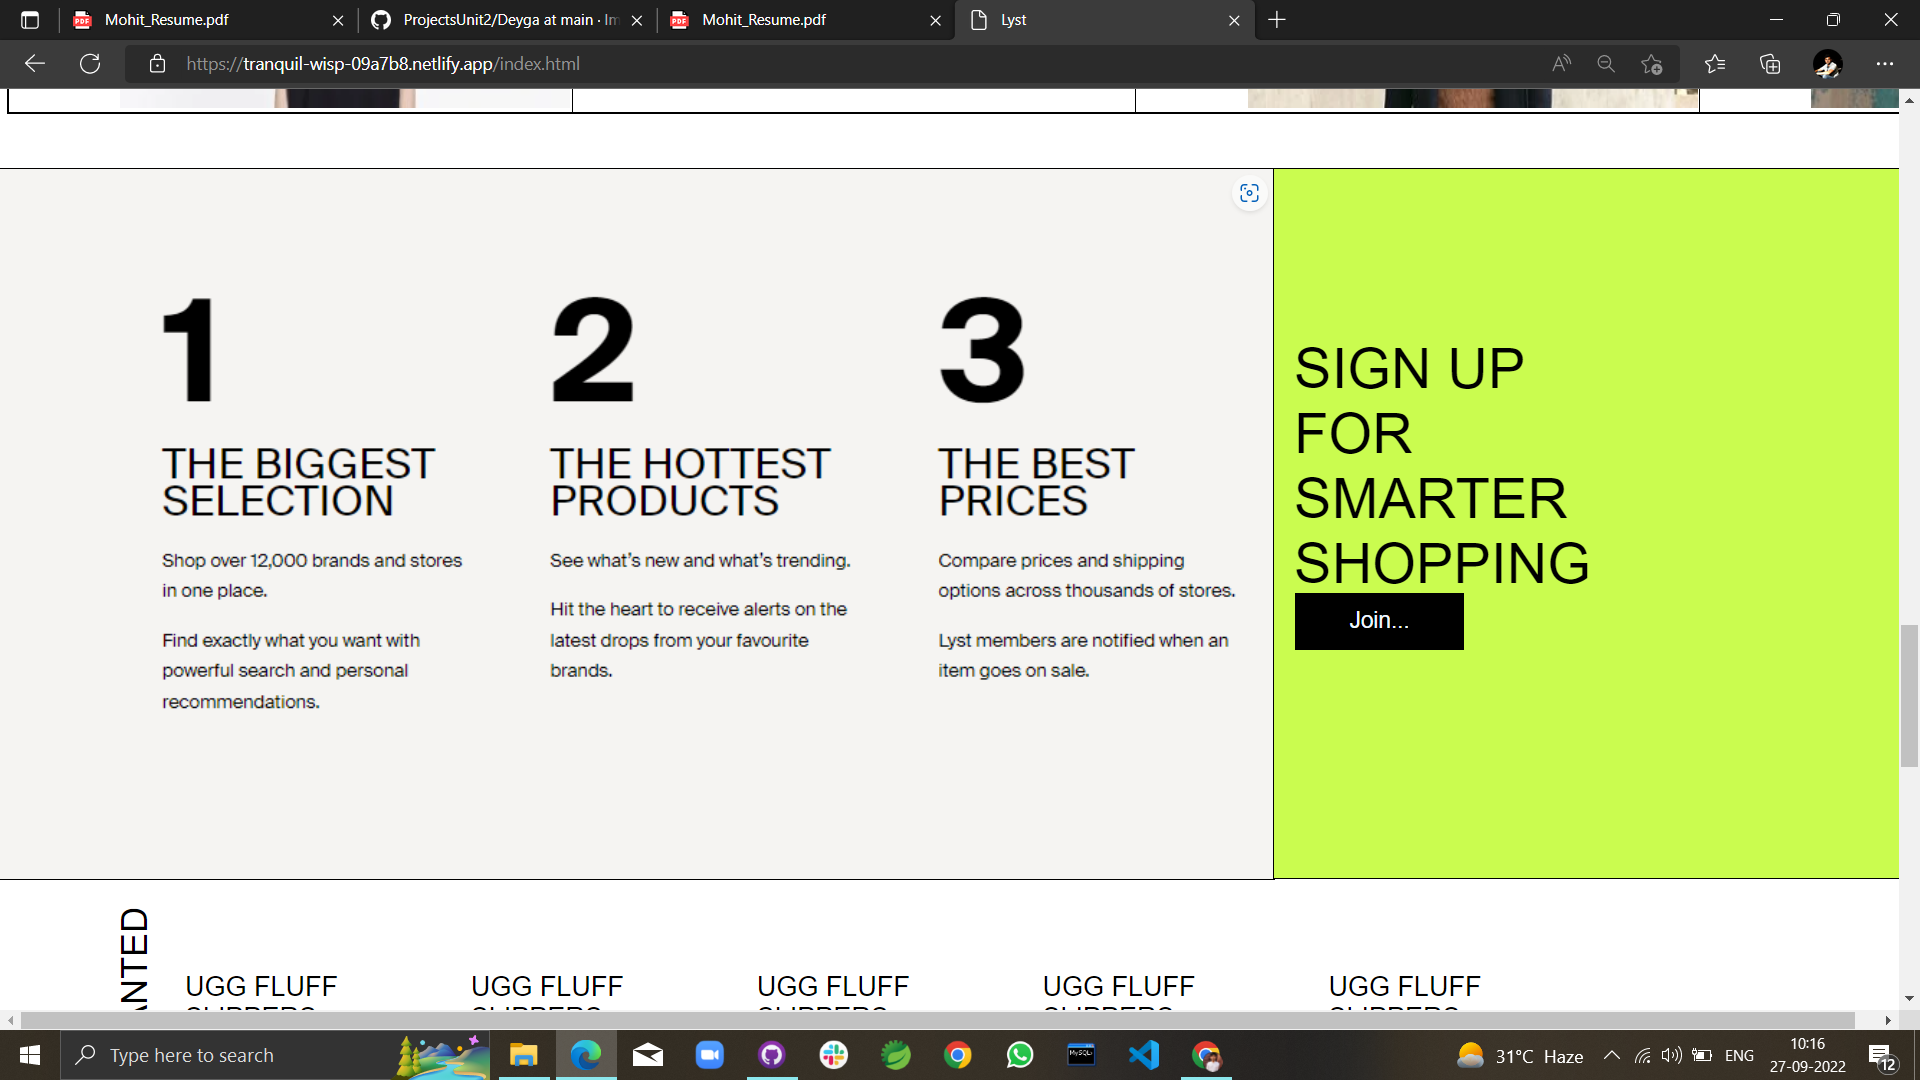 Mohit_Resume.pdf
ProjectsUnit2/Deyga at main · Im
Mohit_Resume.pdf
Lyst
https://tranquil-wisp-09a7b8.netlify.app/index.html
1
THE BIGGEST
SELECTION
Shop over 12,000 brands and stores
in one place.
Find exactly what you want with
powerful search and personal
recommendations.
2
THE HOTTEST
PRODUCTS
See what's new and what's trending.
Hit the heart to receive alerts on the
latest drops from your favourite
brands.
3
THE BEST
PRICES
Compare prices and shipping
options across thousands of stores.
Lyst members are notified when an
item goes on sale.
SIGN UP
FOR
SMARTER
SHOPPING
Join...
ANTED
UGG FLUFF
SLIPPERS
UGG FLUFF
SLIPPERS
UGG FLUFF
SLIPPERS
UGG FLUFF
SLIPPERS
UGG FLUFF
SLIPPERS
Type here to search
31°C Haze
ENG
10:16
27-09-2022
12